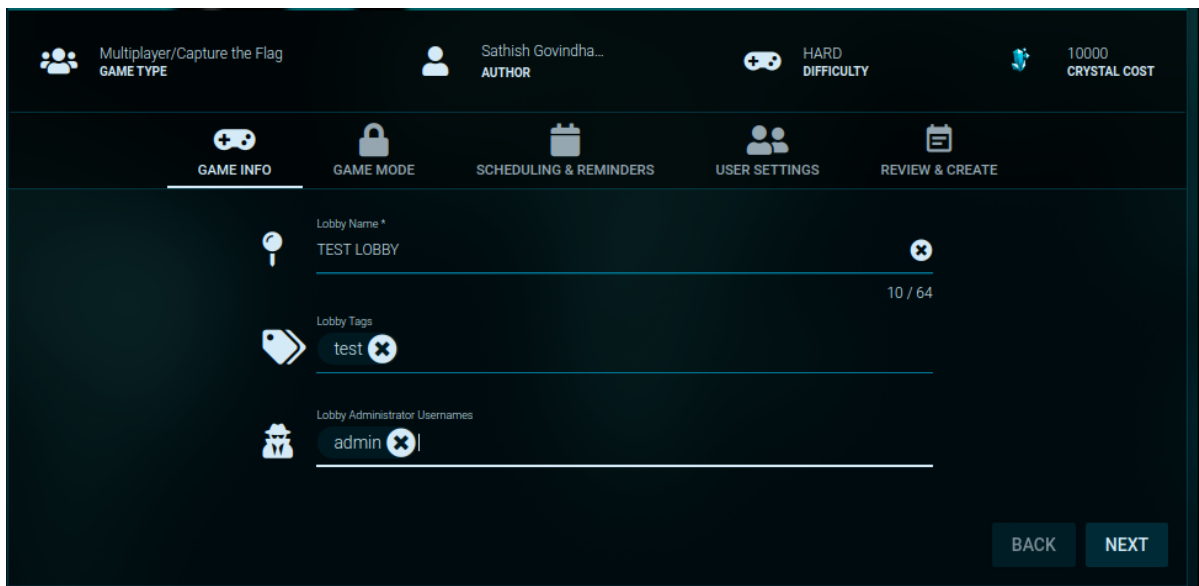 Multiplayer/Capture the Flag
GAME TYPE
Sathish Govindha...
AUTHOR
HARD
DIFFICULTY
10000
CRYSTAL COST
GAME INFO
GAME MODE
SCHEDULING & REMINDERS
USER SETTINGS
REVIEW & CREATE
Lobby Name *
TEST LOBBY
10 / 64
Lobby Tags
test
Lobby Administrator Usernames
admin
BACK
NEXT